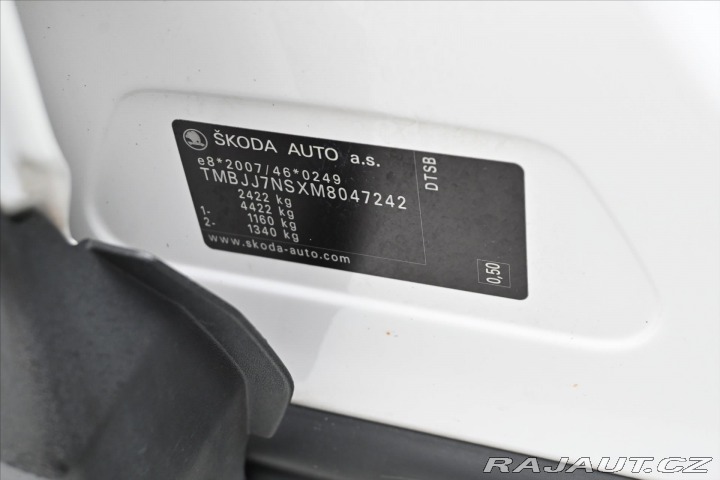 ŠKODA AUTO a.s.
e8*2007/46*0249
TMBJJ7NSXM8047242
2422 kg
4422 kg
1- 1160 kg
2- 1340 kg
www.skoda-auto.com
DTSB
0,50
RAJAUT.CZ